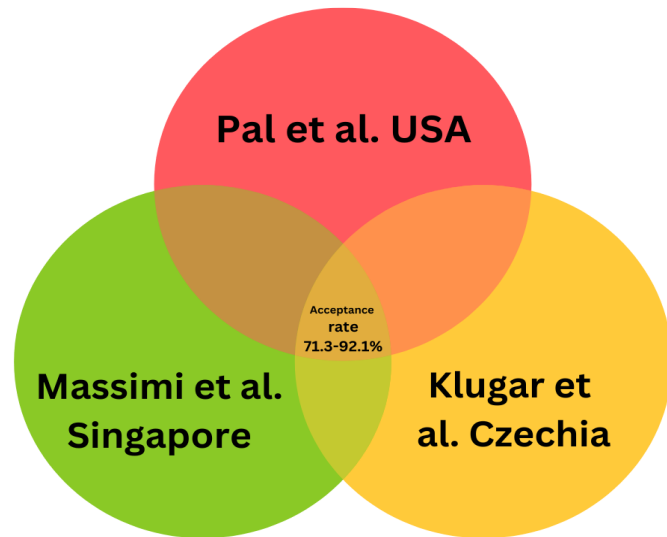 Pal et al. USA
Acceptance
rate
71.3-92.1%
Massimi et al.
Singapore
Klugar et
al. Czechia